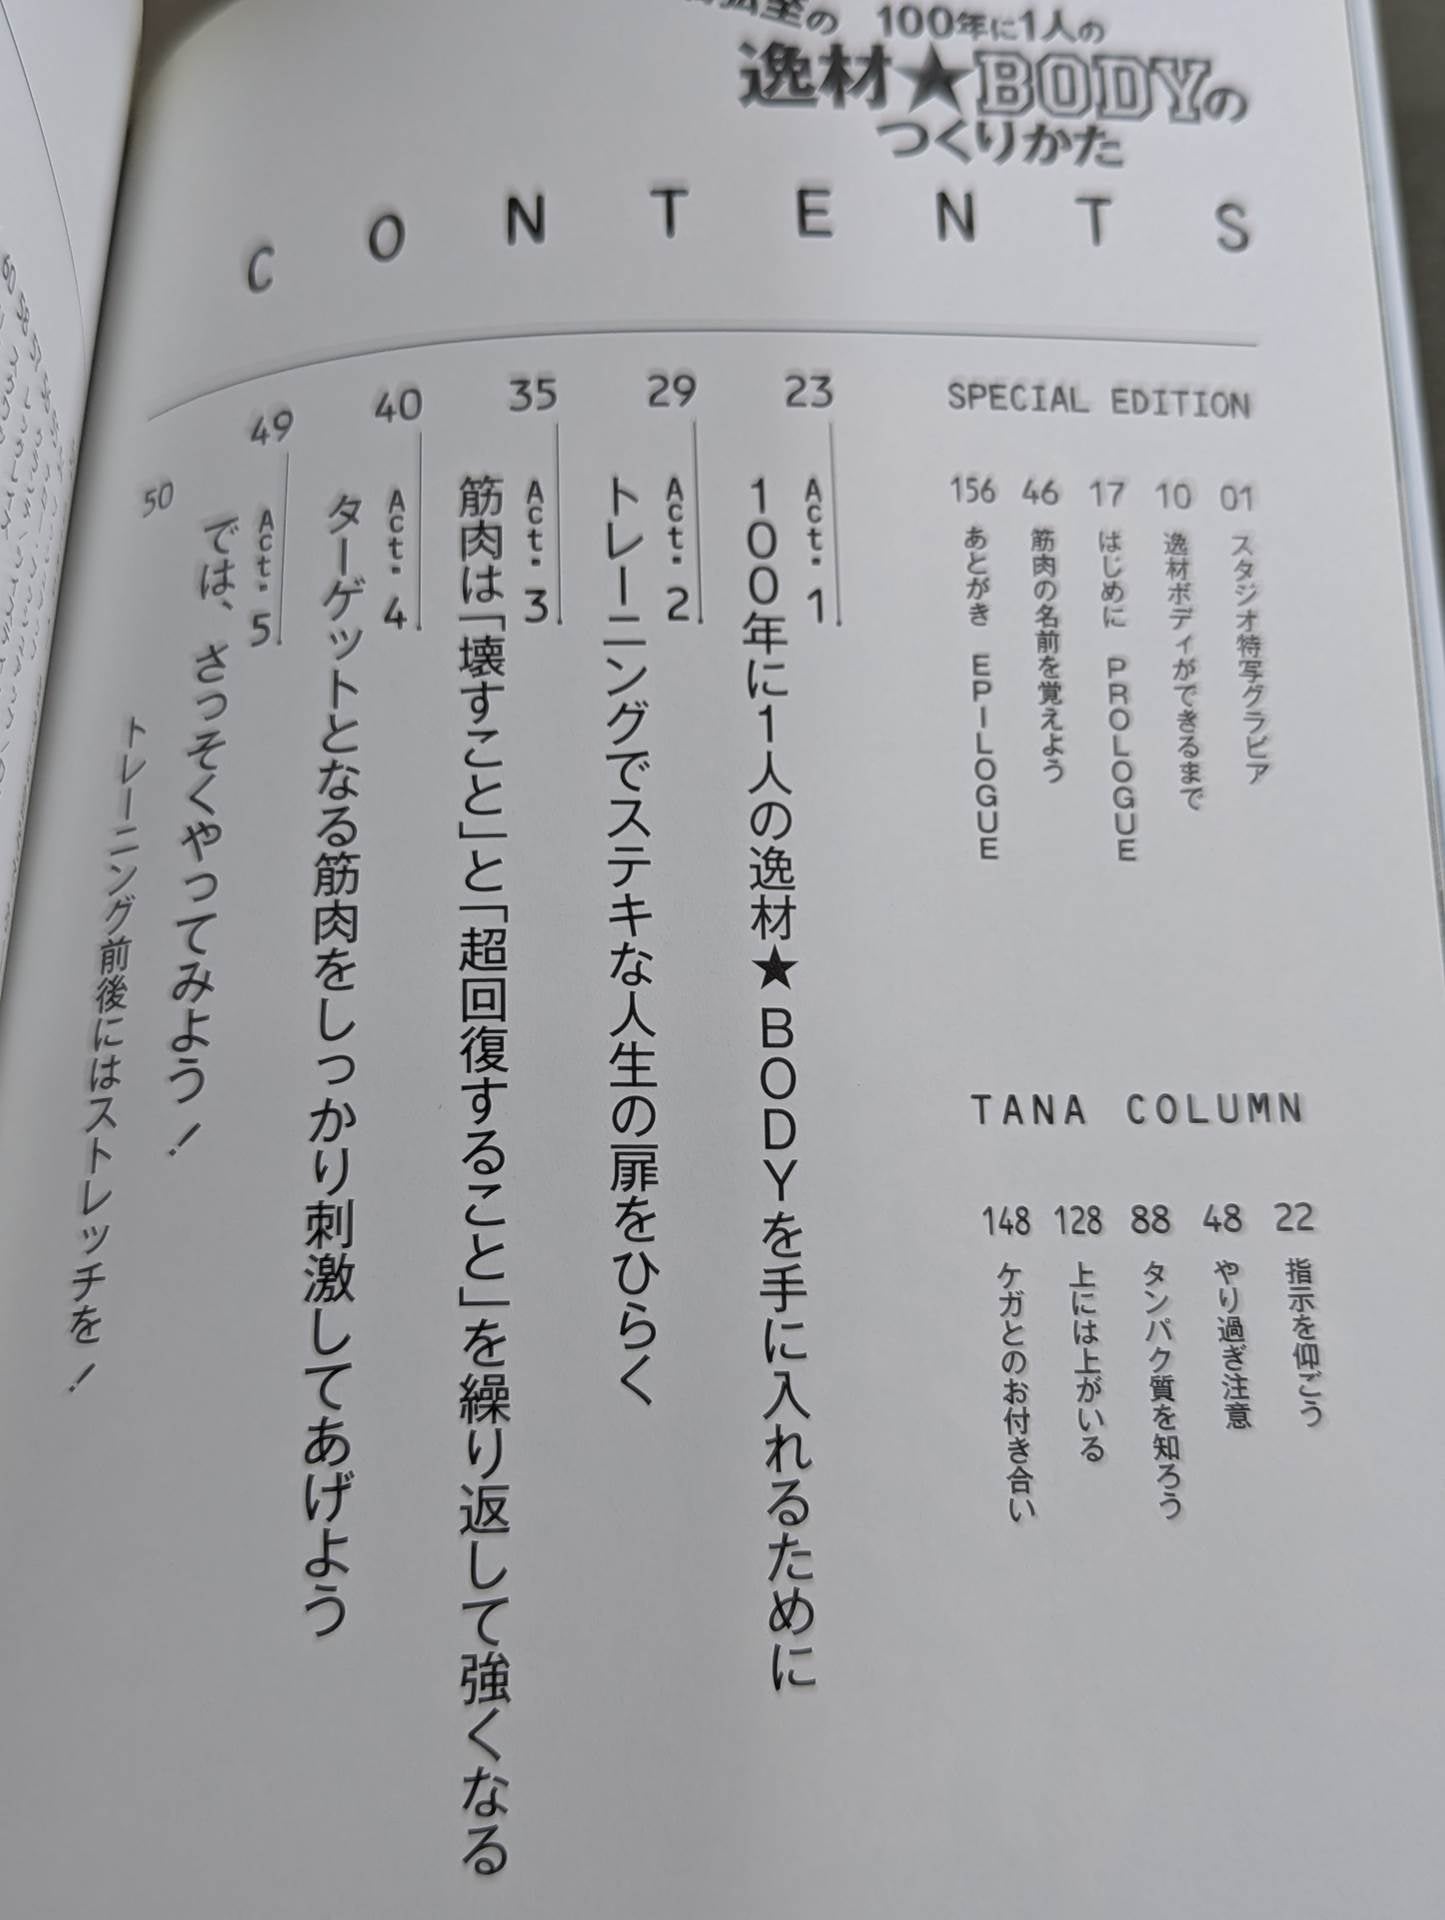 100年に1人の
逸材★BODYの
つくりかた
CONTENTS
SPECIAL EDITION
01 スタジオ特写グラビア
10 逸材ボディができるまで
17 はじめに PROLOGUE
46 筋肉の名前を覚えよう
156 あとがき EPILOGUE
TANA COLUMN
22 指示を仰ごう
48 やり過ぎ注意
88 タンパク質を知ろう
128 上には上がいる
148 ケガとのお付き合い
23 Act.1
100年に1人の逸材★BODYを手に入れるために
29 Act.2
トレーニングでステキな人生の扉をひらく
35 Act.3
筋肉は「壊すこと」と「超回復すること」を繰り返して強くなる
40 Act.4
ターゲットとなる筋肉をしっかり刺激してあげよう
49 Act.5
では、さっそくやってみよう！
50 トレーニング前後にはストレッチを！